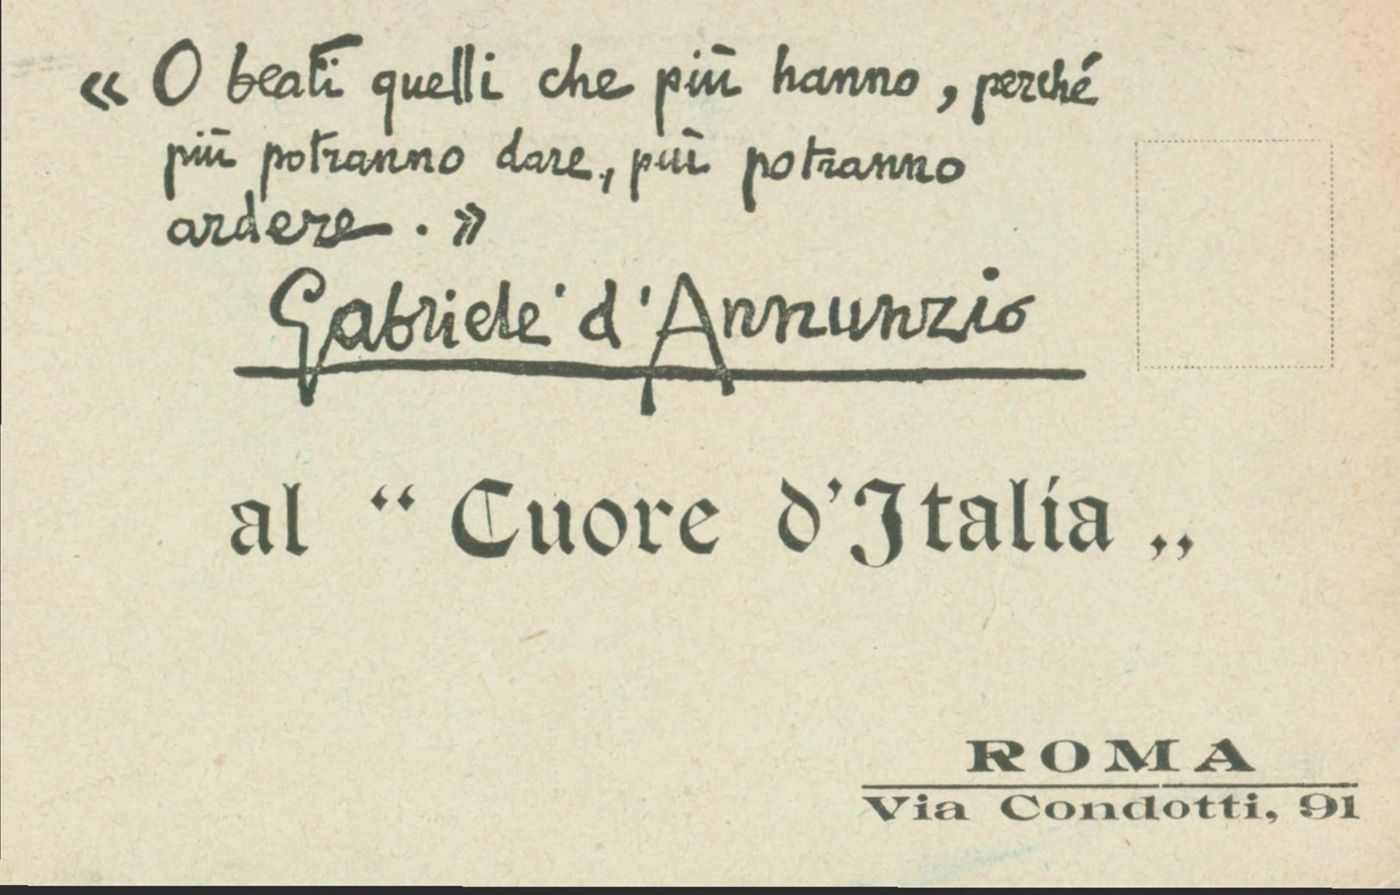 « O beati quelli che più hanno, perché
più potranno dare, più potranno
ardere. »
Gabriele d'Annunzio
al “ Cuore d'Italia „
ROMA
Via Condotti, 91